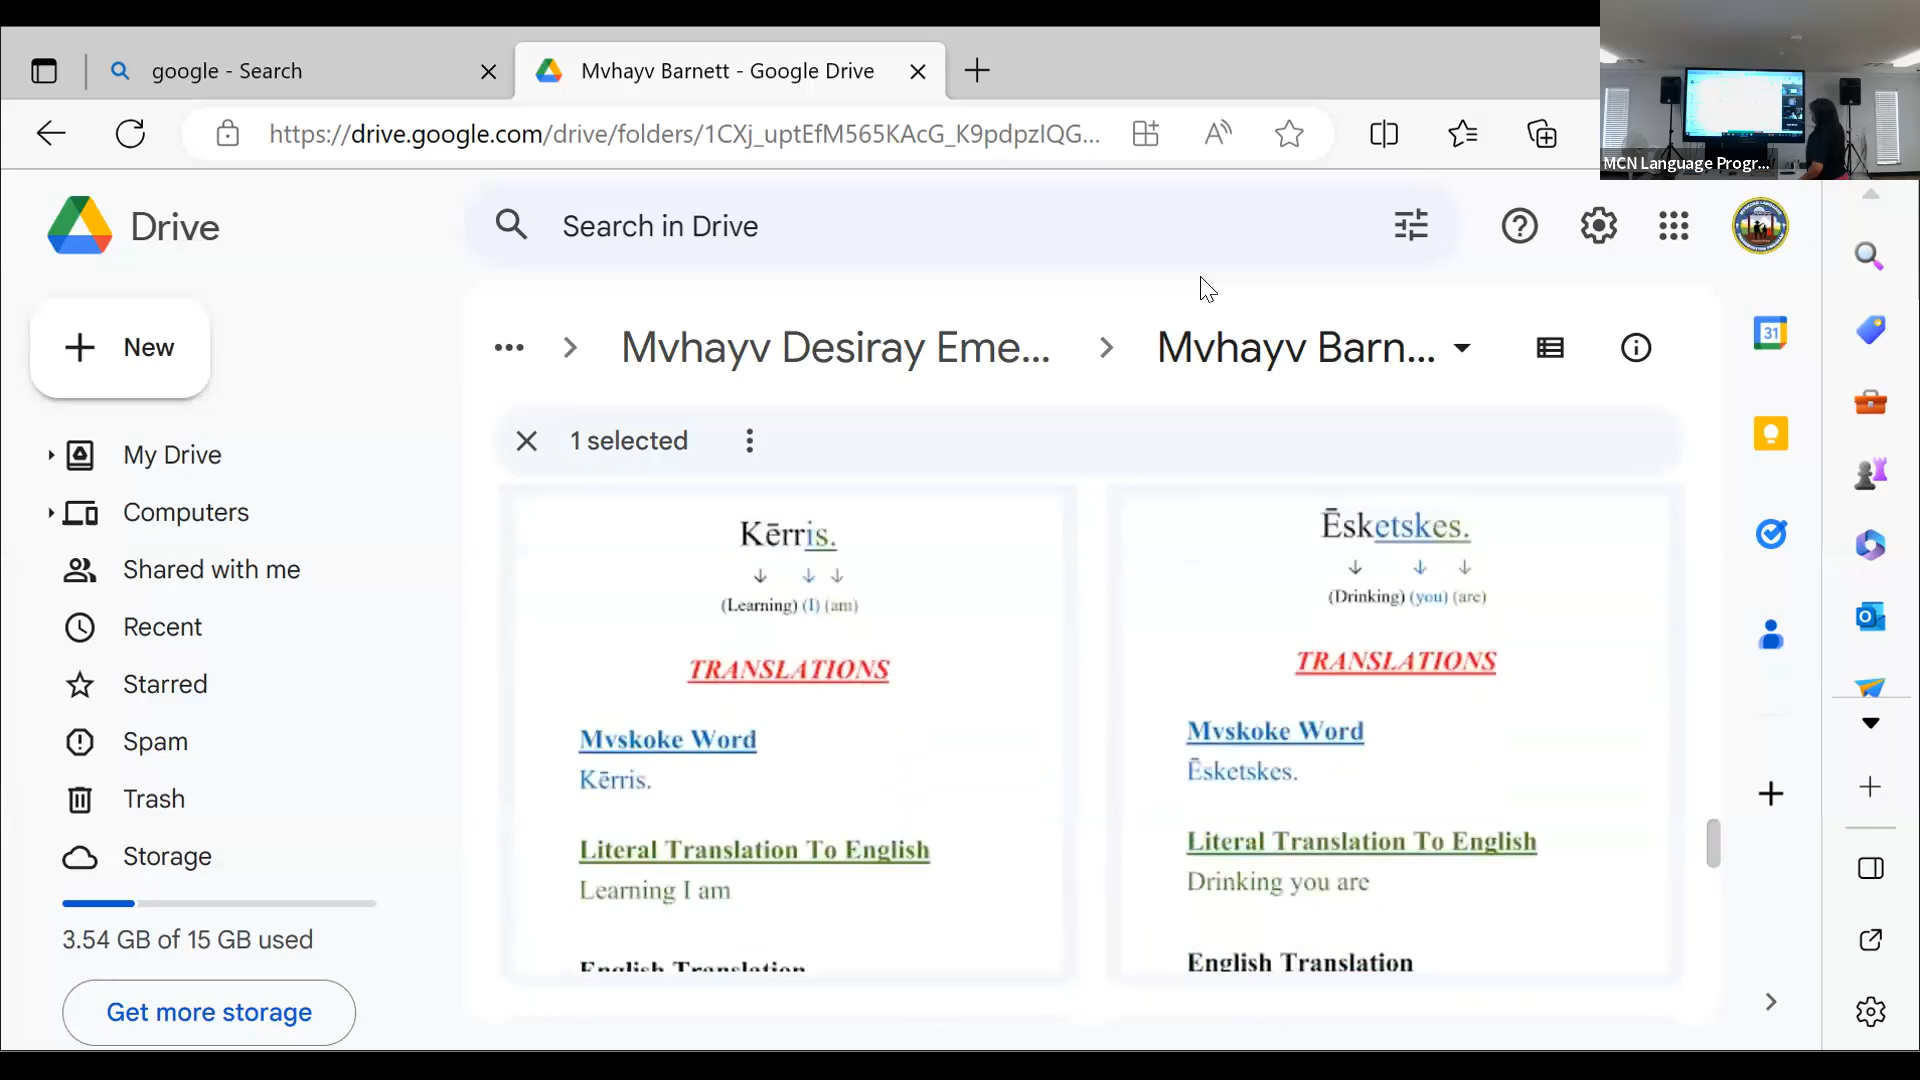 google - Search
Mvhayv Barnett - Google Drive
https://drive.google.com/drive/folders/1CXj_uptEfM565KAcG_K9pdpzIQG...
MCN Language Progr...
Drive
Search in Drive
New
Mvhayv Desiray Eme...
Mvhayv Barn...
1 selected
My Drive
Computers
Shared with me
Recent
Starred
Spam
Trash
Storage
3.54 GB of 15 GB used
Get more storage
Kērris.
(Learning) (I) (am)
TRANSLATIONS
Mvskoke Word
Kērris.
Literal Translation To English
Learning I am
English Translation
Ēsketskes.
(Drinking) (you) (are)
TRANSLATIONS
Mvskoke Word
Ēsketskes.
Literal Translation To English
Drinking you are
English Translation
31